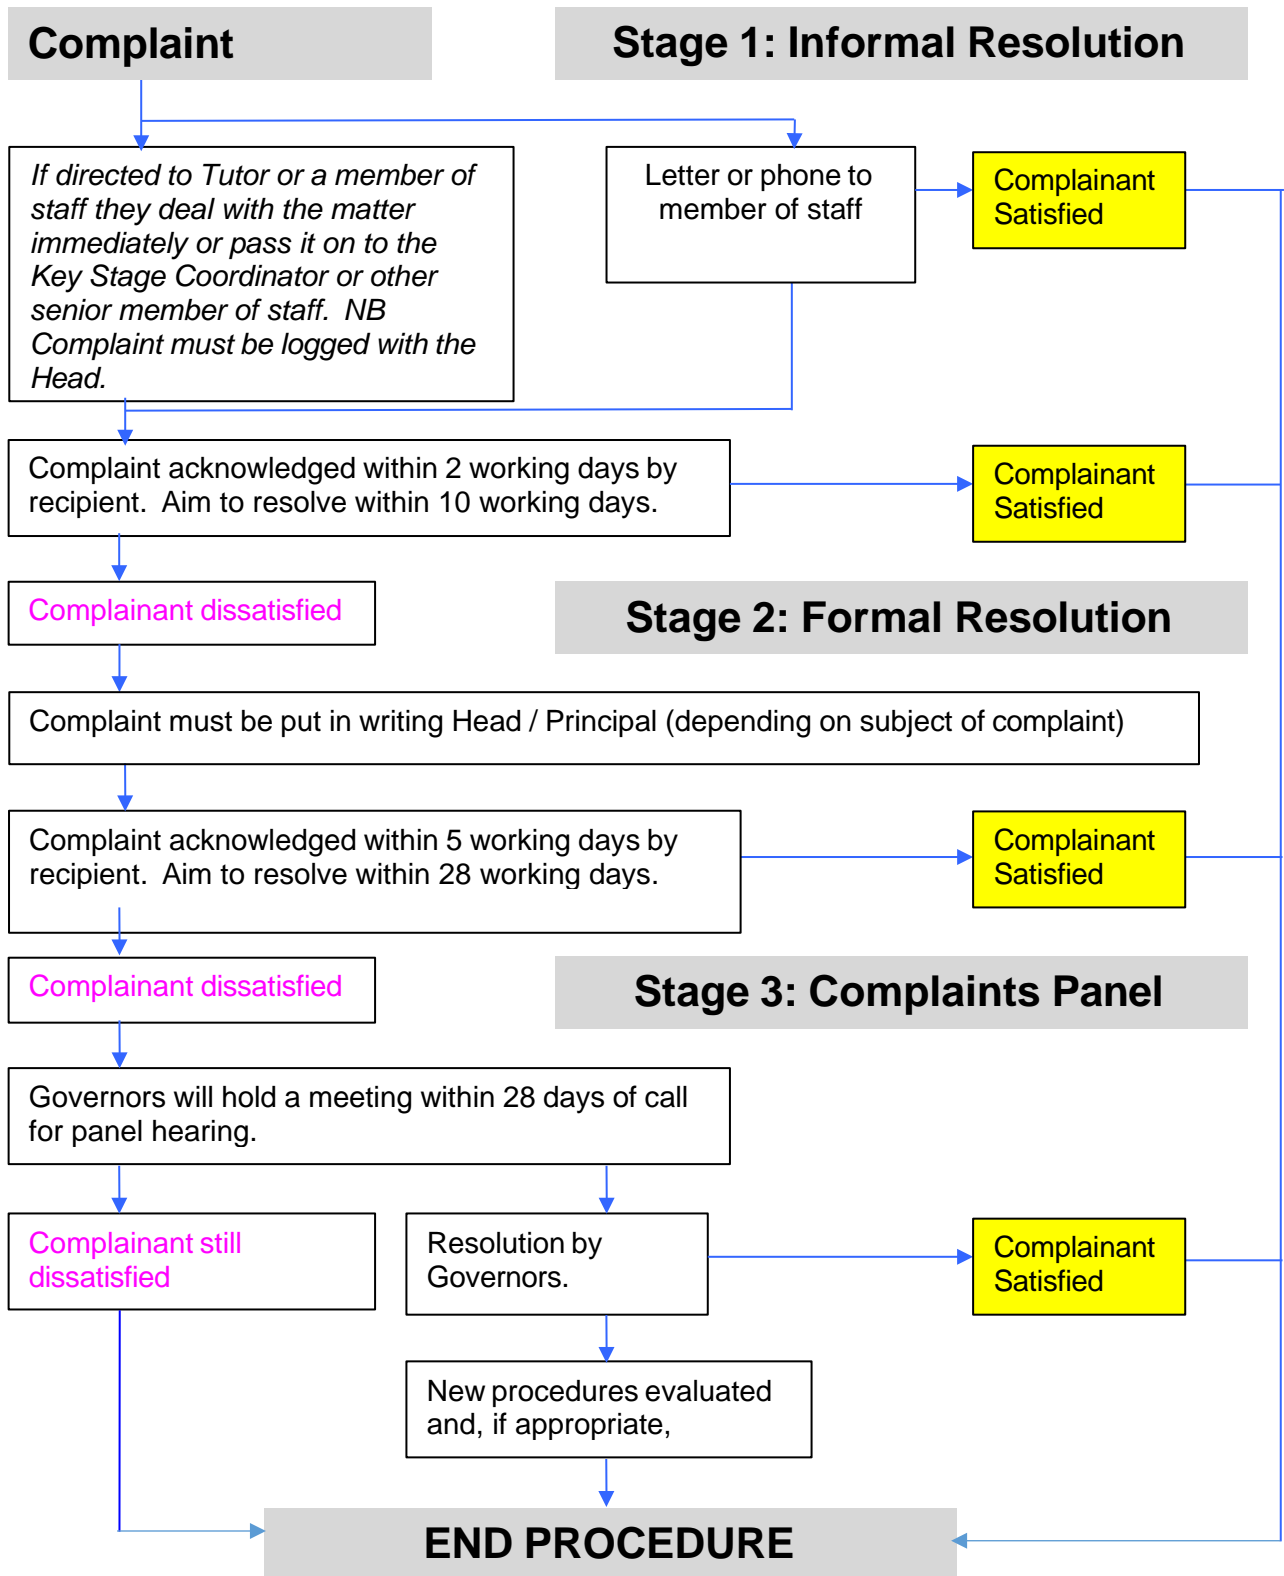 Complaint
Stage 1: Informal Resolution
If directed to Tutor or a member of
staff they deal with the matter
immediately or pass it on to the
Key Stage Coordinator or other
senior member of staff.  NB
Complaint must be logged with the
Head.
Letter or phone to
member of staff
Complainant
Satisfied
Complaint acknowledged within 2 working days by
recipient.  Aim to resolve within 10 working days.
Complainant
Satisfied
Complainant dissatisfied
Stage 2: Formal Resolution
Complaint must be put in writing Head / Principal (depending on subject of complaint)
Complaint acknowledged within 5 working days by
recipient.  Aim to resolve within 28 working days.
Complainant
Satisfied
Complainant dissatisfied
Stage 3: Complaints Panel
Governors will hold a meeting within 28 days of call
for panel hearing.
Complainant still
dissatisfied
Resolution by
Governors.
Complainant
Satisfied
New procedures evaluated
and, if appropriate,
END PROCEDURE